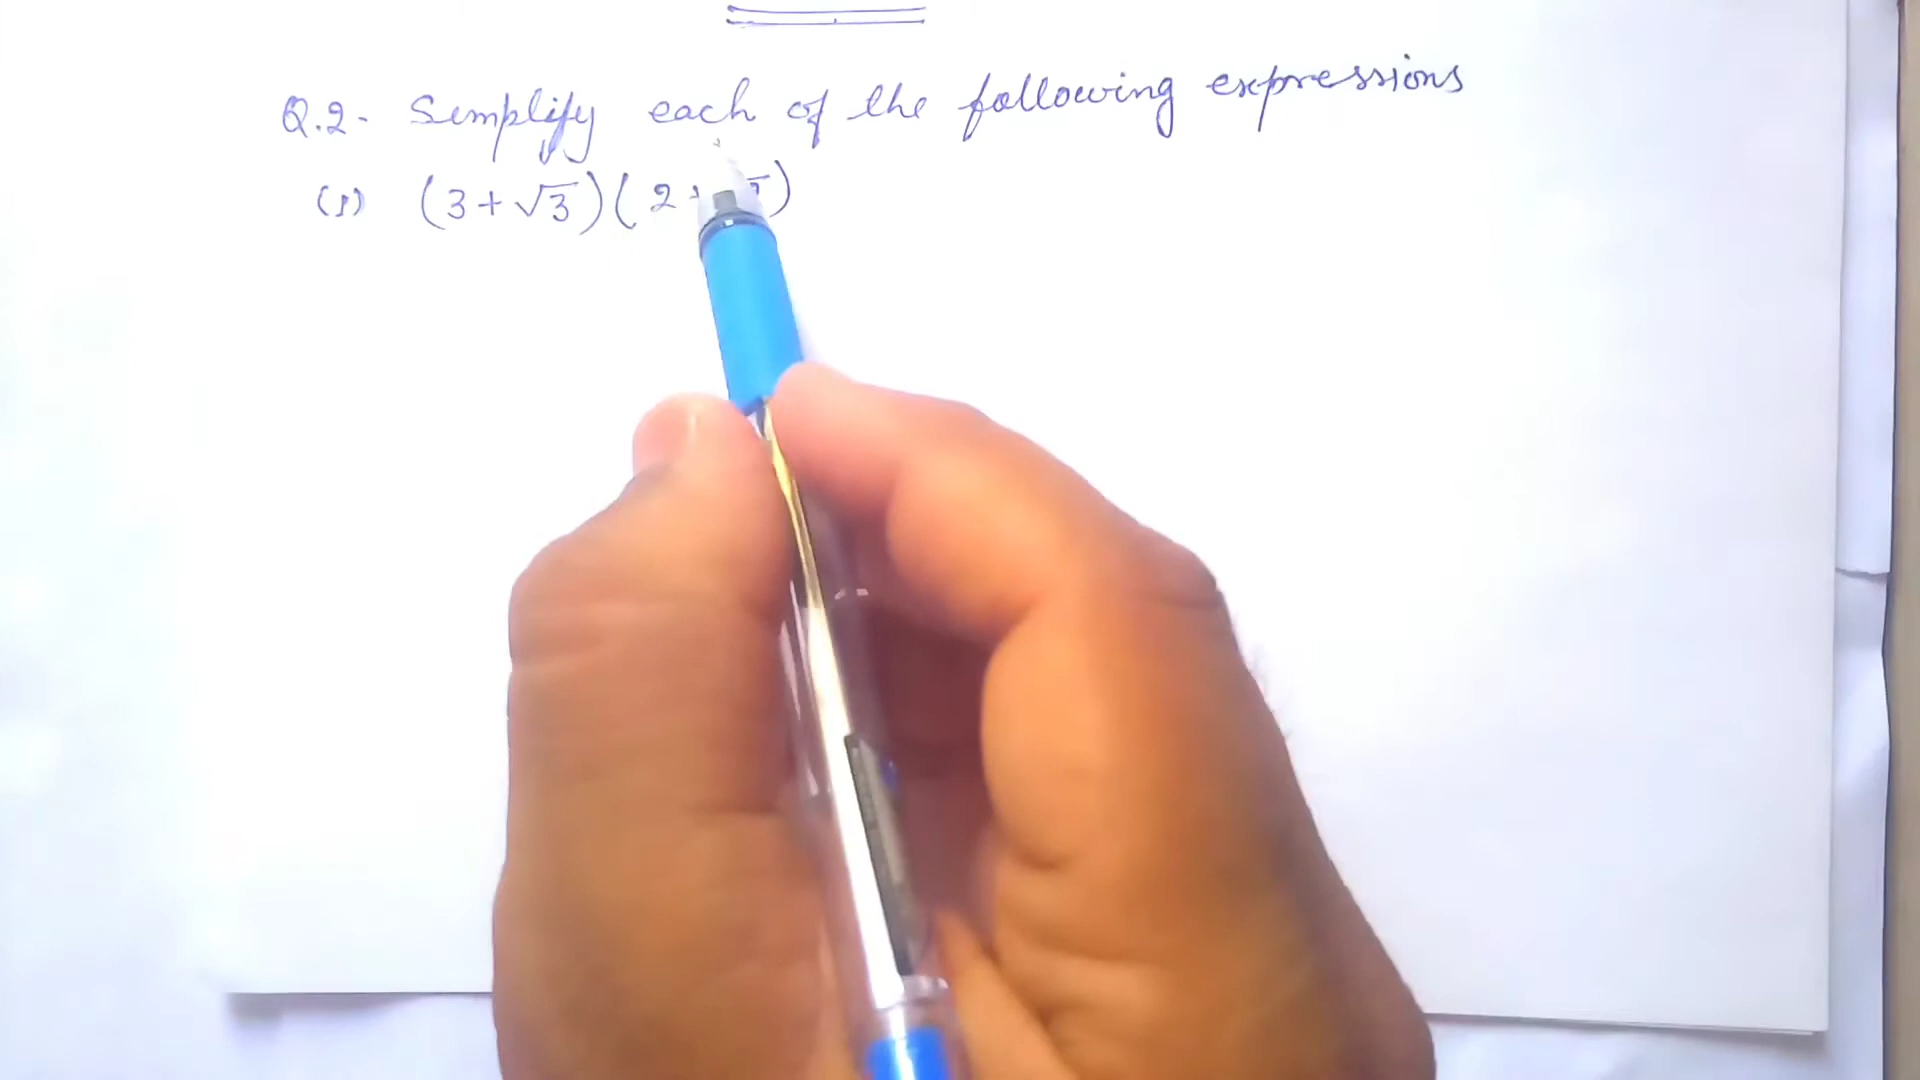 Q.2- Simplify each of the following expressions
(i) (3+√3)(2+√ )